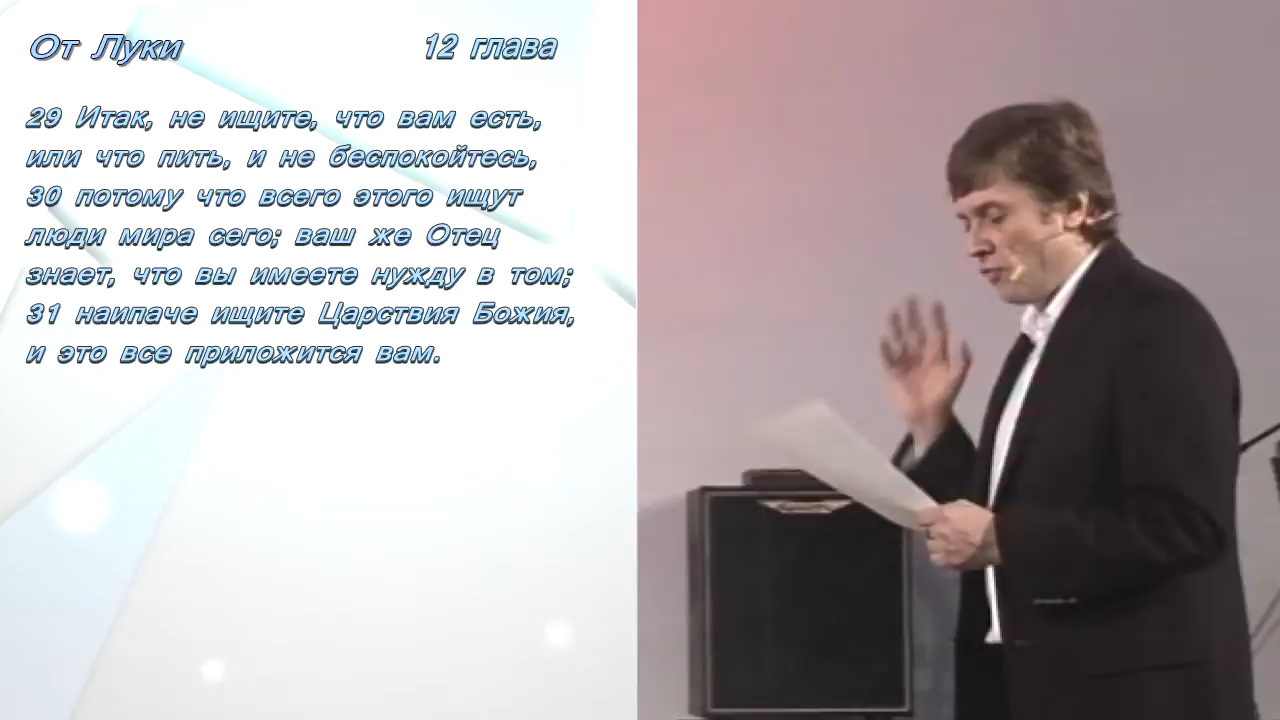 От Луки 12 глава
29 Итак, не ищите, что вам есть,
или что пить, и не беспокойтесь,
30 потому что всего этого ищут
люди мира сего; ваш же Отец
знает, что вы имеете нужду в том;
31 наипаче ищите Царствия Божия,
и это все приложится вам.